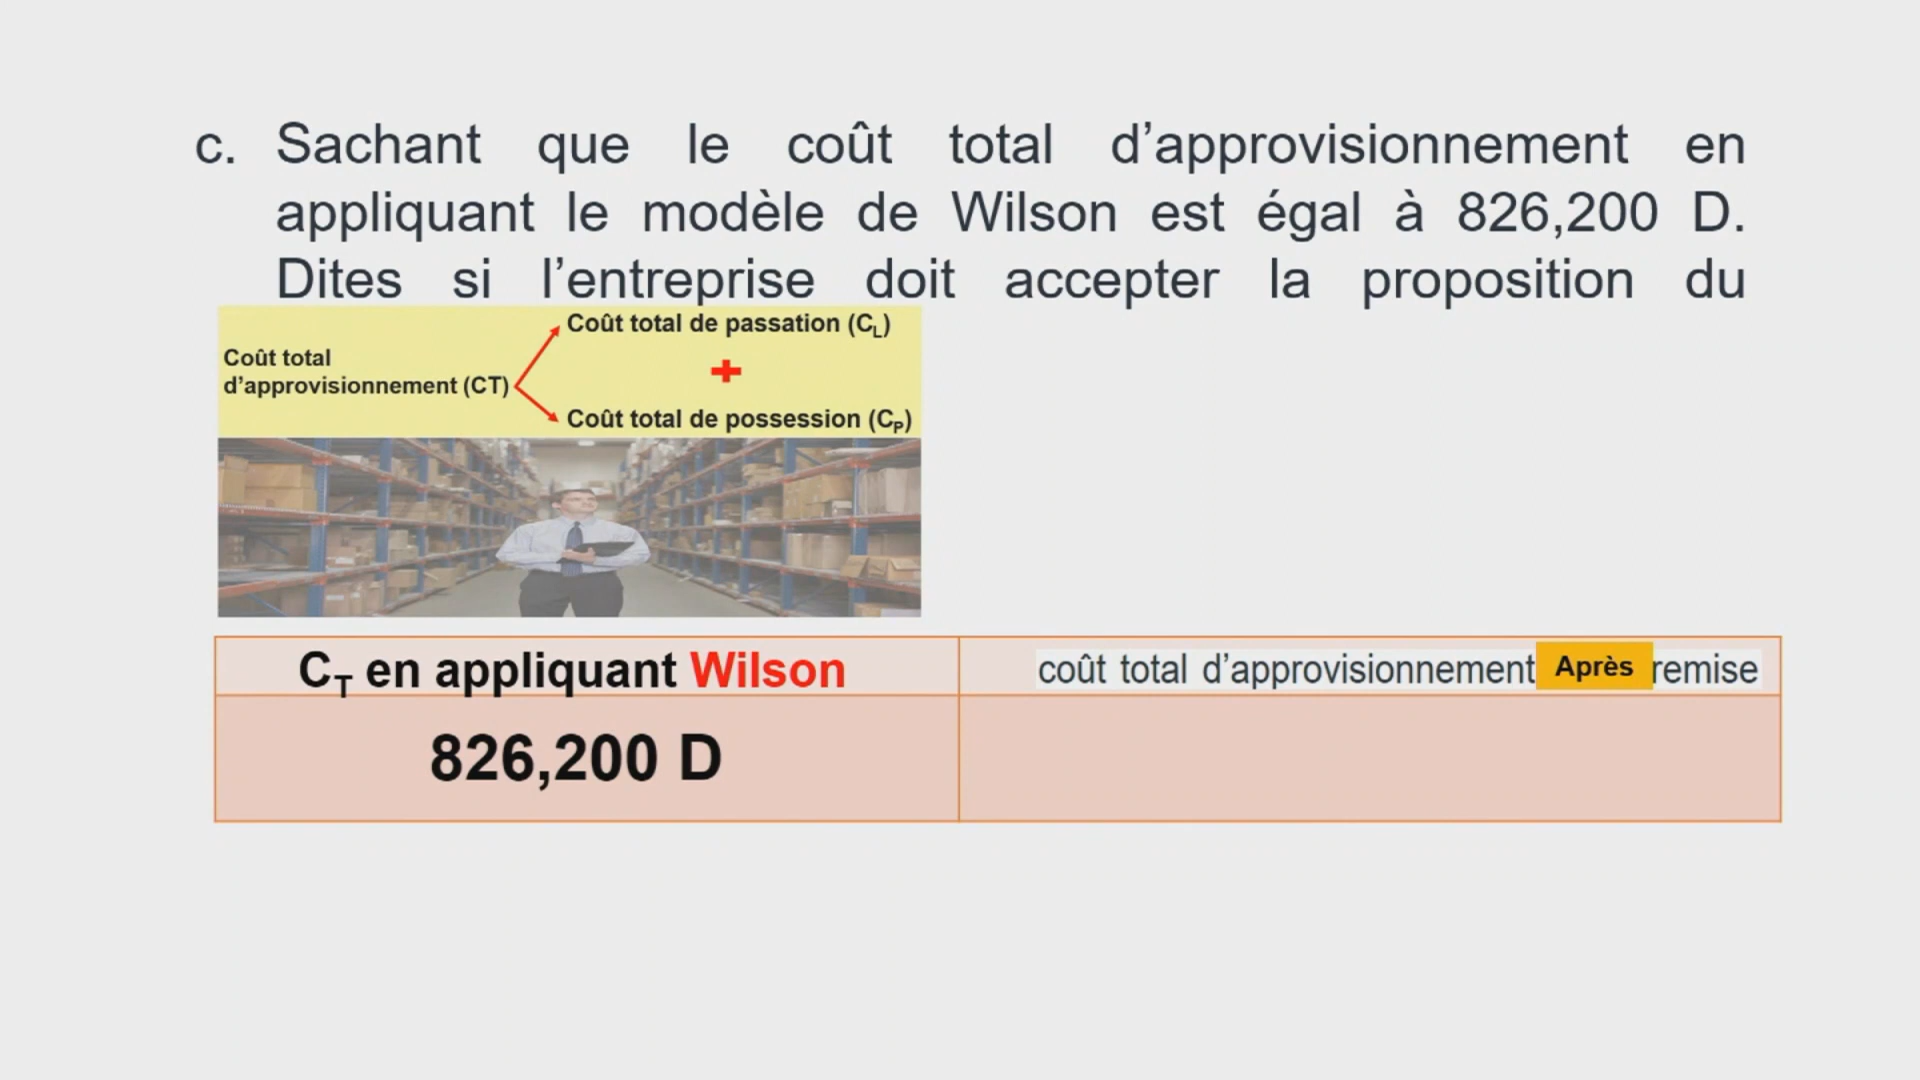 c. Sachant que le coût total d’approvisionnement en
appliquant le modèle de Wilson est égal à 826,200 D.
Dites si l’entreprise doit accepter la proposition du
Coût total de passation (CL)
Coût total
d’approvisionnement (CT)
+
Coût total de possession (CP)
CT en appliquant Wilson
coût total d’approvisionnement Après remise
826,200 D